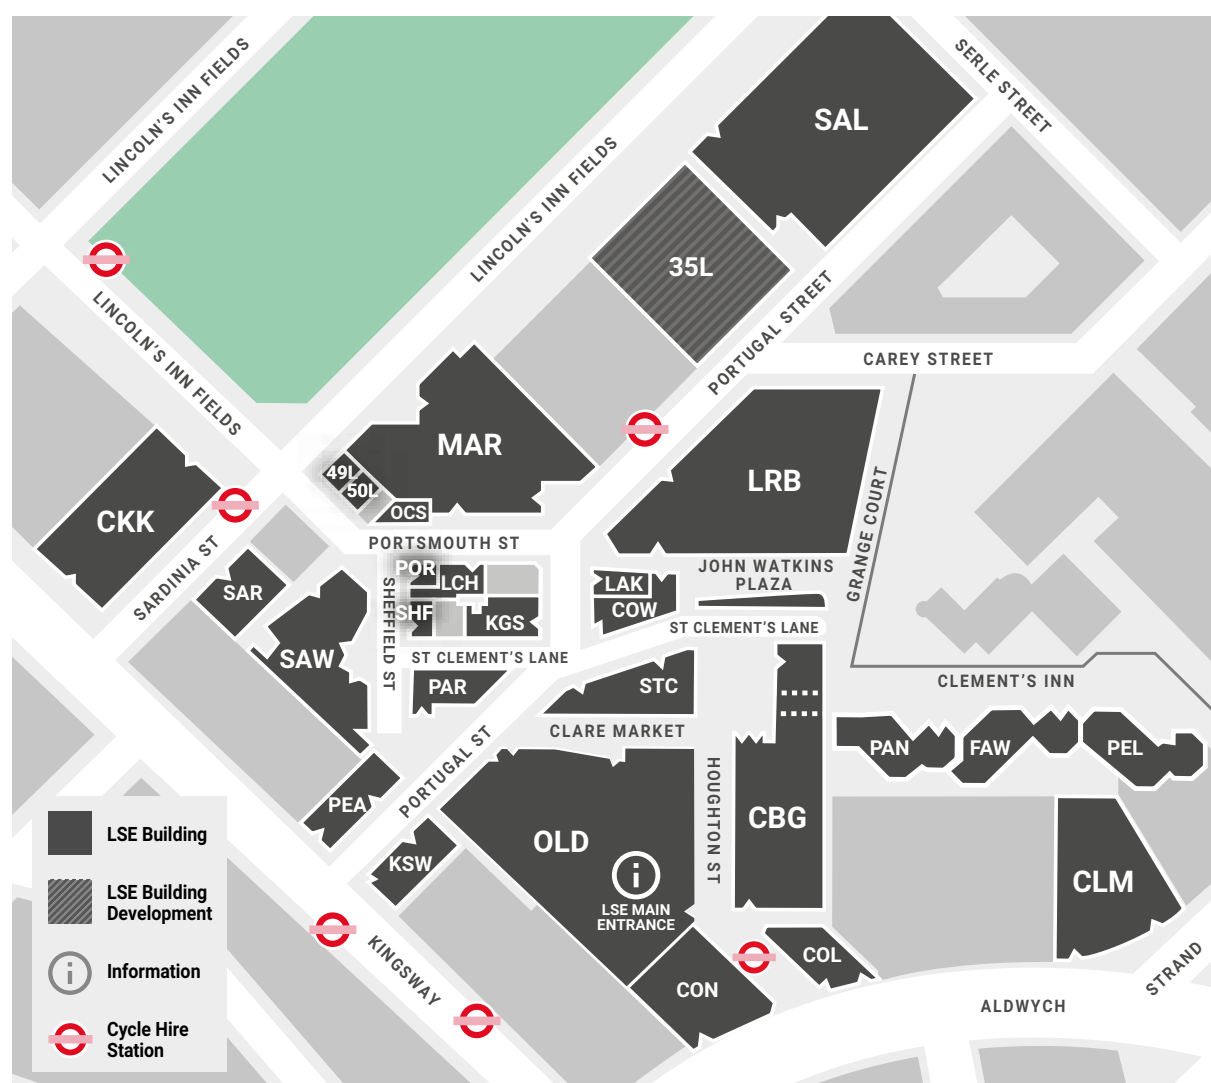 LINCOLN'S INN FIELDS
SERLE STREET
SAL
LINCOLN'S INN FIELDS
35L
PORTUGAL STREET
LINCOLN'S INN FIELDS
CAREY STREET
MAR
49L
50L
OCS
LRB
GRANGE COURT
CKK
SARDINIA ST
PORTSMOUTH ST
POR
LCH
SHEFFIELD ST
SHF
KGS
LAK
COW
JOHN WATKINS
PLAZA
ST CLEMENT'S LANE
SAR
SAW
ST CLEMENT'S LANE
PAR
STC
CLEMENT'S INN
CLARE MARKET
PAN
FAW
PEL
PORTUGAL ST
HOUGHTON ST
PEA
CBG
OLD
KSW
LSE MAIN
ENTRANCE
CLM
COL
CON
KINGSWAY
STRAND
ALDWYCH
LSE Building
LSE Building
Development
Information
Cycle Hire
Station